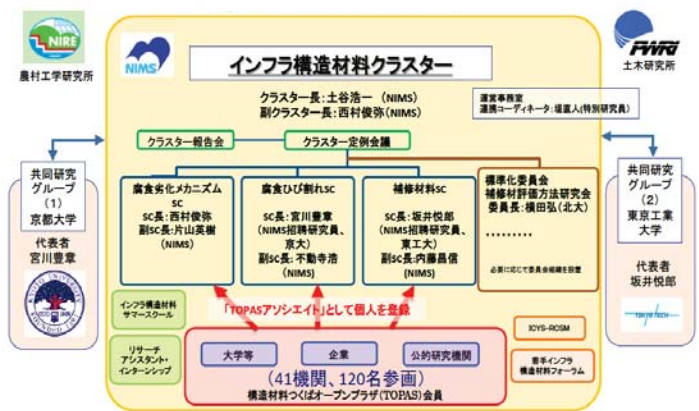 NIRE
農村工学研究所
NIMS
インフラ構造材料クラスター
PWRI
土木研究所
クラスター長:土谷浩一 (NIMS)
副クラスター長:西村俊弥(NIMS)
運営事務室
連携コーディネータ:堤直人(特別研究員)
クラスター報告会
クラスター定例会議
共同研究
グループ
(1)
京都大学
代表者
宮川豊章
腐食劣化メカニズム
SC
SC長:西村俊弥
副SC長:片山英樹
(NIMS)
腐食ひび割れSC
SC長:宮川豊章
(NIMS招聘研究員、
京大)
副SC長:不動寺浩
(NIMS)
補修材料SC
SC長:坂井悦郎
(NIMS招聘研究員、
東工大)
副SC長:内藤昌信
(NIMS)
標準化委員会
補修材評価方法研究会
委員長:横田弘(北大)
………
必要に応じて委員会組織を設置
共同研究
グループ
(2)
東京工業
大学
代表者
坂井悦郎
TOKYO TECH
インフラ構造材料
サマースクール
リサーチ
アシスタント・
インターンシップ
「TOPASアソシエイト」として個人を登録
大学等
企業
公的研究機関
(41機関、120名参画)
構造材料つくばオープンプラザ(TOPAS)会員
ICYS-RCSM
若手インフラ
構造材料フォーラム